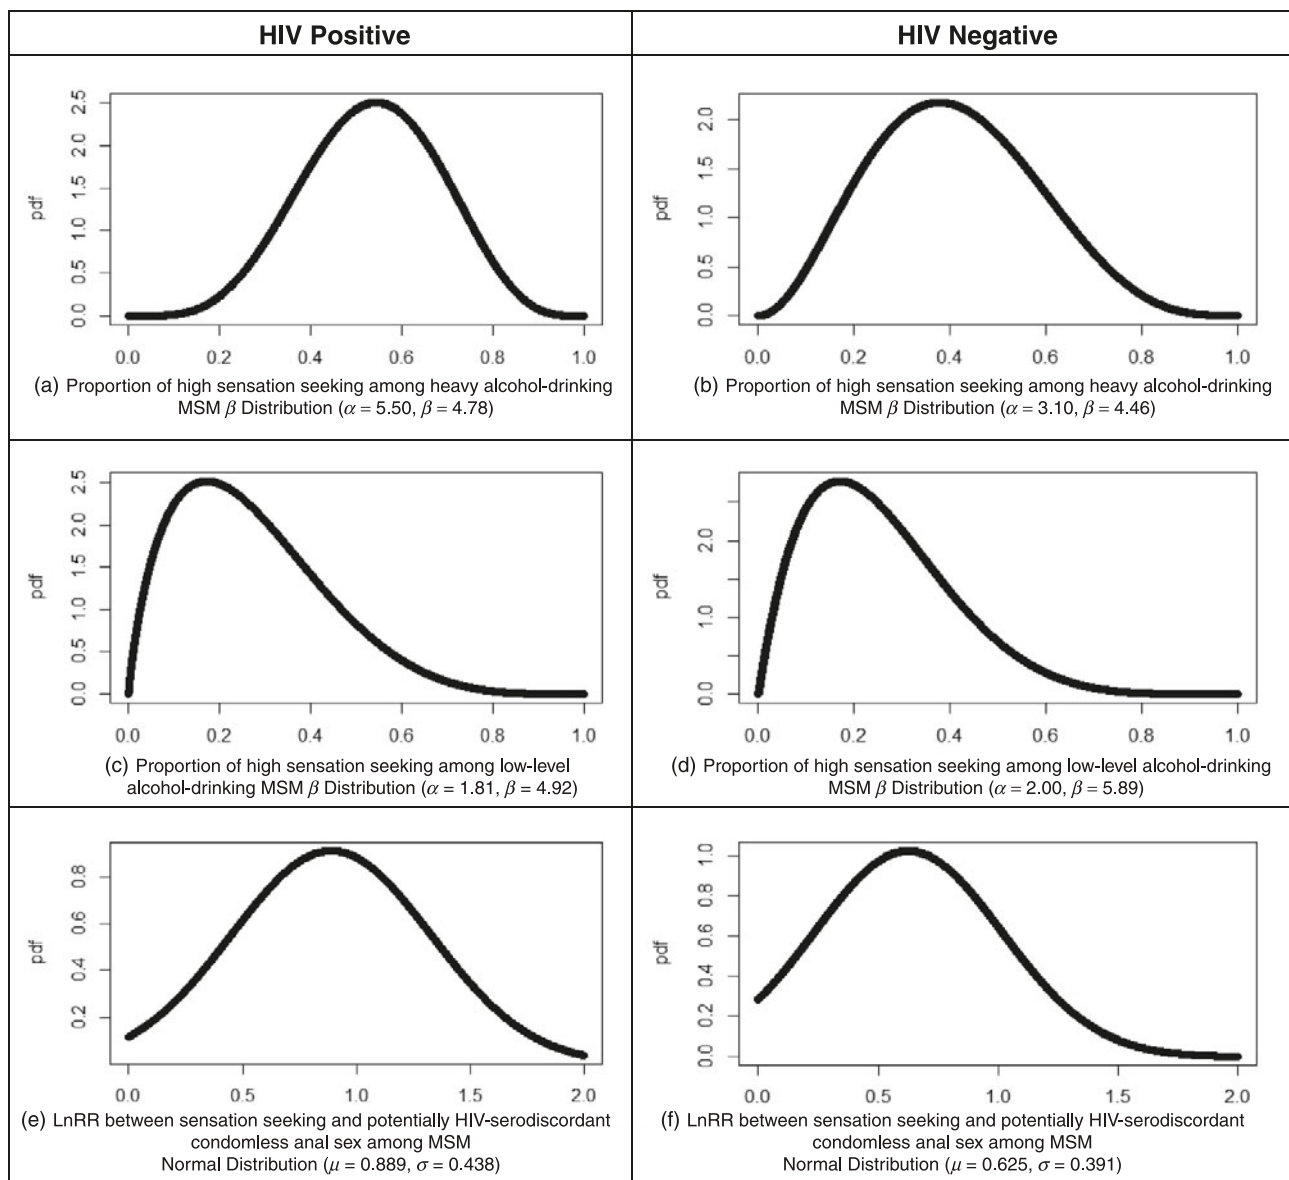 HIV Positive
HIV Negative
pdf
0.0 0.5 1.0 1.5 2.0 2.5
0.0 0.2 0.4 0.6 0.8 1.0
(a) Proportion of high sensation seeking among heavy alcohol-drinking
MSM β Distribution (α = 5.50, β = 4.78)
pdf
0.0 0.5 1.0 1.5 2.0
0.0 0.2 0.4 0.6 0.8 1.0
(b) Proportion of high sensation seeking among heavy alcohol-drinking
MSM β Distribution (α = 3.10, β = 4.46)
pdf
0.0 0.5 1.0 1.5 2.0 2.5
0.0 0.2 0.4 0.6 0.8 1.0
(c) Proportion of high sensation seeking among low-level
alcohol-drinking MSM β Distribution (α = 1.81, β = 4.92)
pdf
0.0 1.0 2.0
0.0 0.2 0.4 0.6 0.8 1.0
(d) Proportion of high sensation seeking among low-level alcohol-drinking
MSM β Distribution (α = 2.00, β = 5.89)
pdf
0.2 0.4 0.6 0.8
0.0 0.5 1.0 1.5 2.0
(e) LnRR between sensation seeking and potentially HIV-serodiscordant
condomless anal sex among MSM
Normal Distribution (μ = 0.889, σ = 0.438)
pdf
0.0 0.2 0.4 0.6 0.8 1.0
0.0 0.5 1.0 1.5 2.0
(f) LnRR between sensation seeking and potentially HIV-serodiscordant
condomless anal sex among MSM
Normal Distribution (μ = 0.625, σ = 0.391)